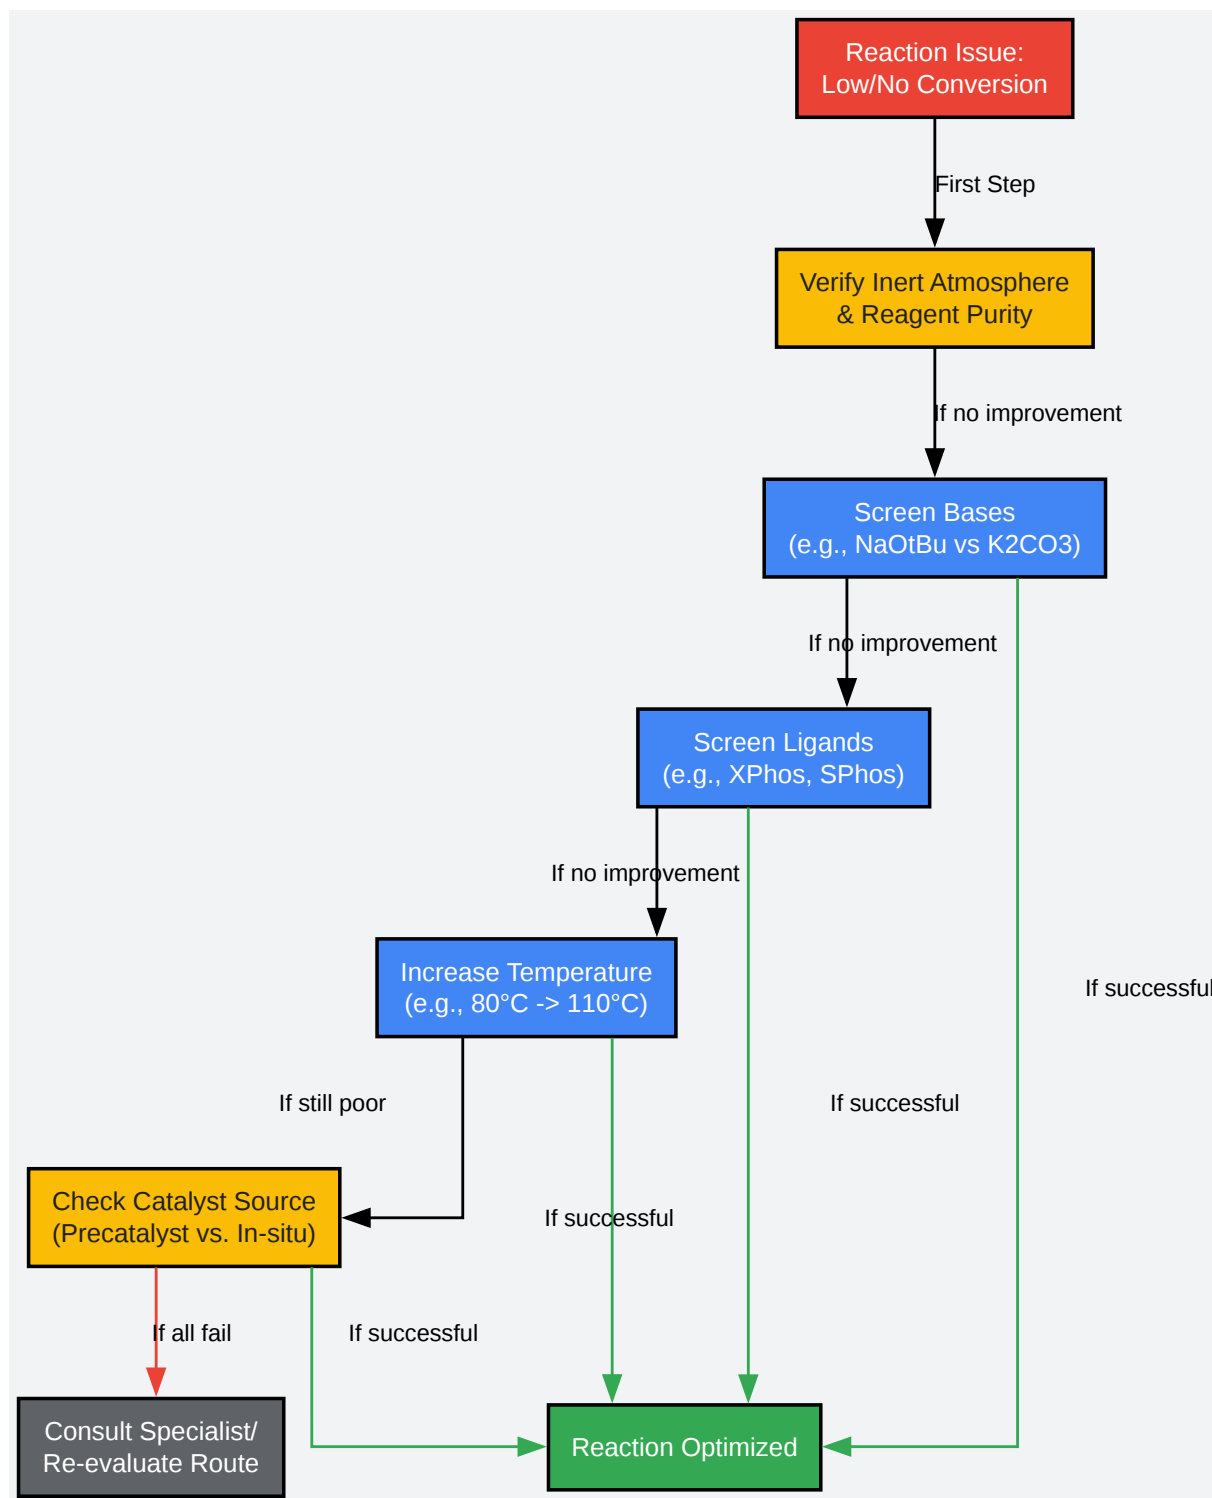 Reaction Issue:
Low/No Conversion
First Step
Verify Inert Atmosphere
& Reagent Purity
If no improvement
Screen Bases
(e.g., NaOtBu vs K2CO3)
If no improvement
Screen Ligands
(e.g., XPhos, SPhos)
If no improvement
Increase Temperature
(e.g., 80°C -> 110°C)
If successful
If still poor
If successful
Check Catalyst Source
(Precatalyst vs. In-situ)
If successful
If all fail
If successful
Consult Specialist/
Re-evaluate Route
Reaction Optimized